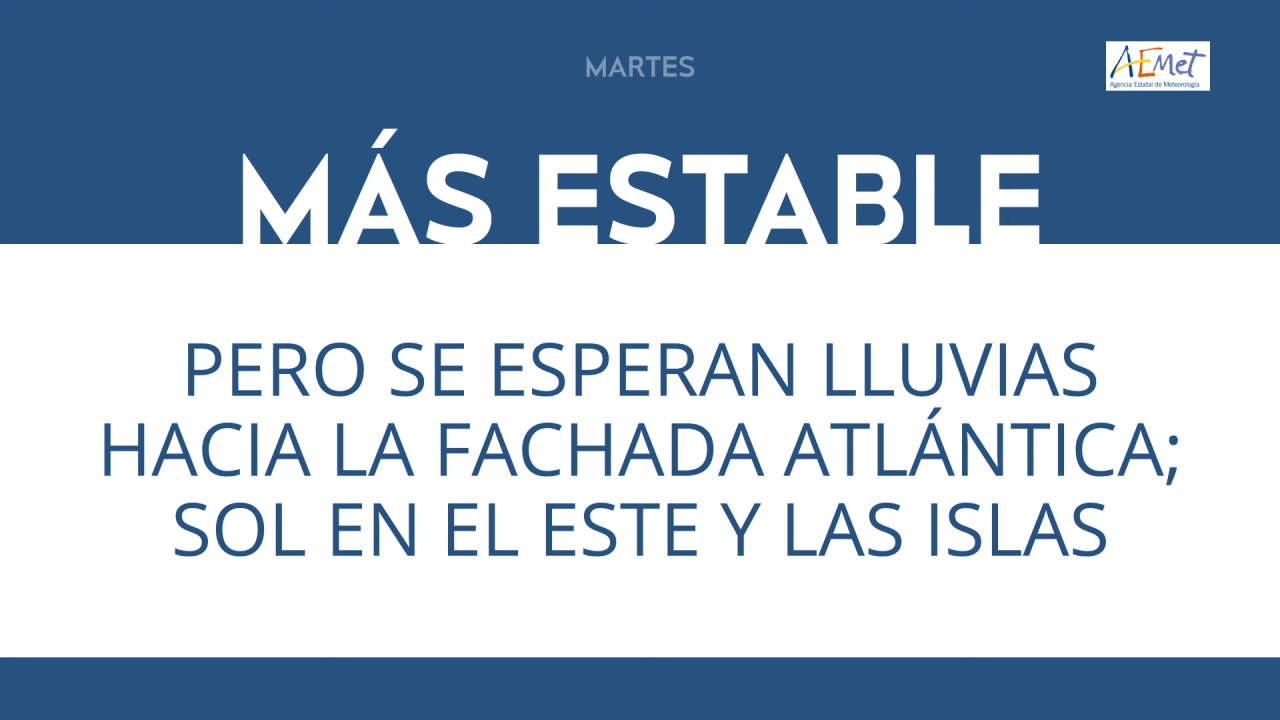 MARTES
AEMet
Agencia Estatal de Meteorología
MÁS ESTABLE
PERO SE ESPERAN LLUVIAS
HACIA LA FACHADA ATLÁNTICA;
SOL EN EL ESTE Y LAS ISLAS